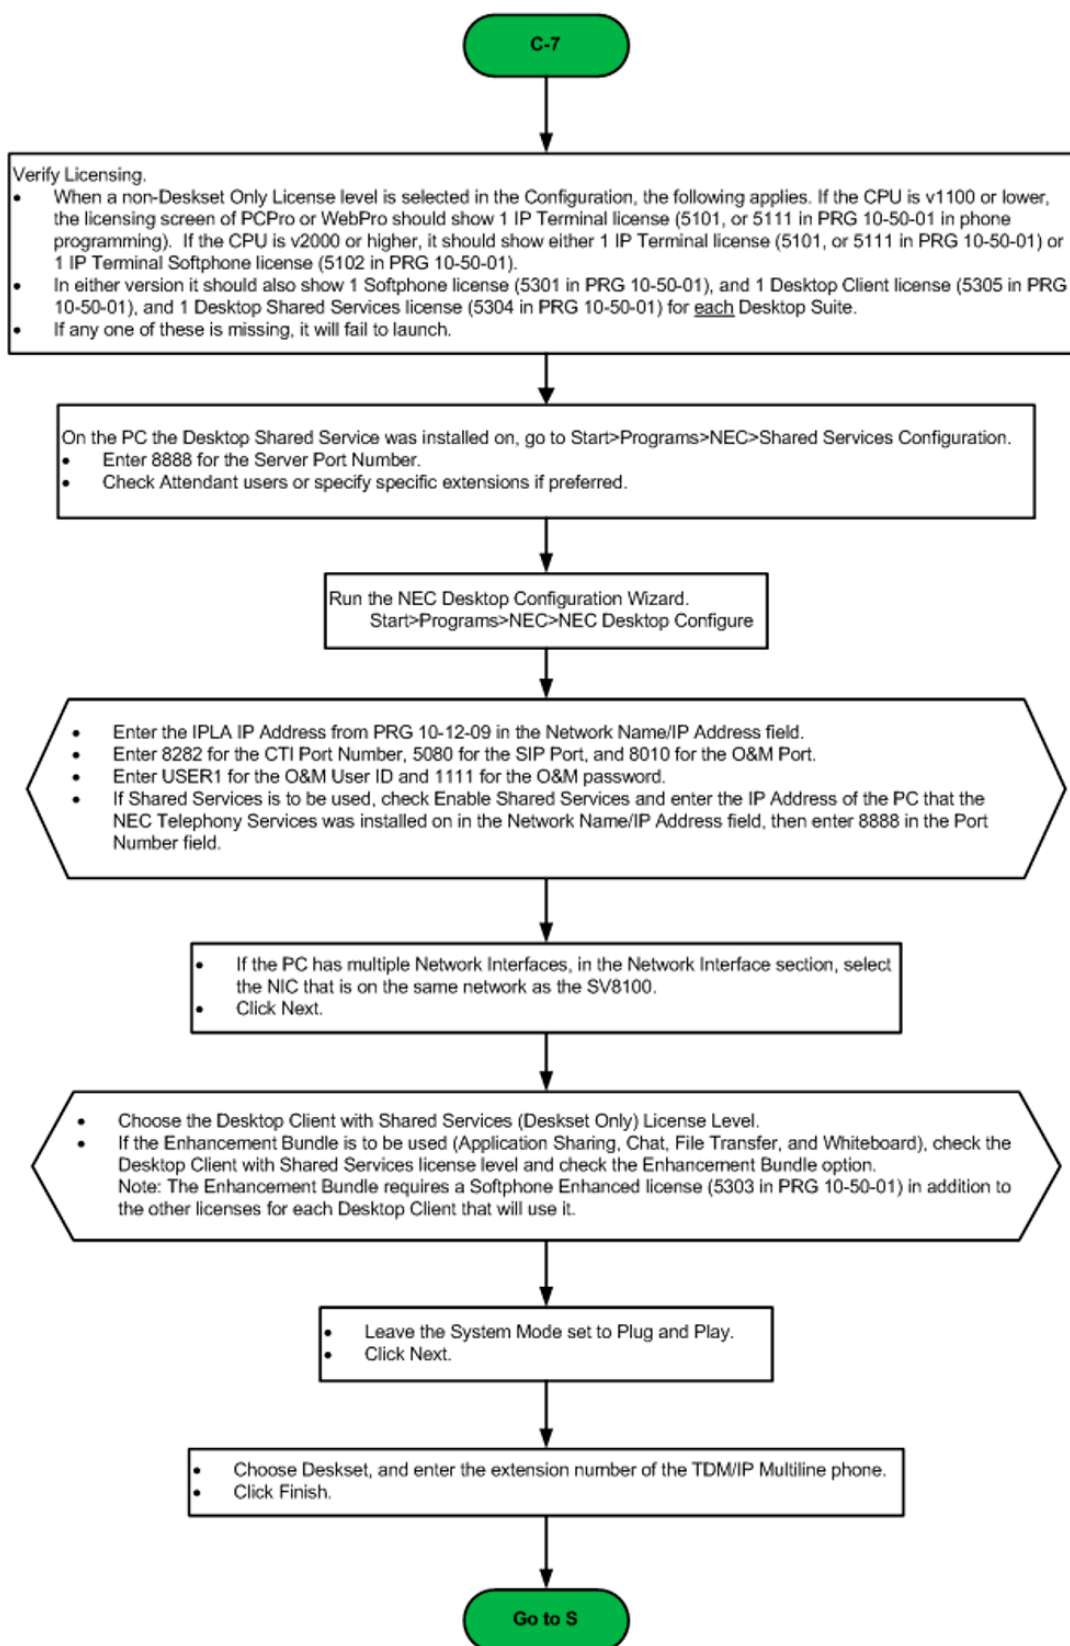 C-7
Verify Licensing.
• When a non-Deskset Only License level is selected in the Configuration, the following applies. If the CPU is v1100 or lower,
the licensing screen of PCPro or WebPro should show 1 IP Terminal license (5101, or 5111 in PRG 10-50-01 in phone
programming). If the CPU is v2000 or higher, it should show either 1 IP Terminal license (5101, or 5111 in PRG 10-50-01) or
1 IP Terminal Softphone license (5102 in PRG 10-50-01).
• In either version it should also show 1 Softphone license (5301 in PRG 10-50-01), and 1 Desktop Client license (5305 in PRG
10-50-01), and 1 Desktop Shared Services license (5304 in PRG 10-50-01) for each Desktop Suite.
• If any one of these is missing, it will fail to launch.
On the PC the Desktop Shared Service was installed on, go to Start>Programs>NEC>Shared Services Configuration.
• Enter 8888 for the Server Port Number.
• Check Attendant users or specify specific extensions if preferred.
Run the NEC Desktop Configuration Wizard.
Start>Programs>NEC>NEC Desktop Configure
• Enter the IPLA IP Address from PRG 10-12-09 in the Network Name/IP Address field.
• Enter 8282 for the CTI Port Number, 5080 for the SIP Port, and 8010 for the O&M Port.
• Enter USER1 for the O&M User ID and 1111 for the O&M password.
• If Shared Services is to be used, check Enable Shared Services and enter the IP Address of the PC that the
NEC Telephony Services was installed on in the Network Name/IP Address field, then enter 8888 in the Port
Number field.
• If the PC has multiple Network Interfaces, in the Network Interface section, select
the NIC that is on the same network as the SV8100.
• Click Next.
• Choose the Desktop Client with Shared Services (Deskset Only) License Level.
• If the Enhancement Bundle is to be used (Application Sharing, Chat, File Transfer, and Whiteboard), check the
Desktop Client with Shared Services license level and check the Enhancement Bundle option.
Note: The Enhancement Bundle requires a Softphone Enhanced license (5303 in PRG 10-50-01) in addition to
the other licenses for each Desktop Client that will use it.
• Leave the System Mode set to Plug and Play.
• Click Next.
• Choose Deskset, and enter the extension number of the TDM/IP Multiline phone.
• Click Finish.
Go to S